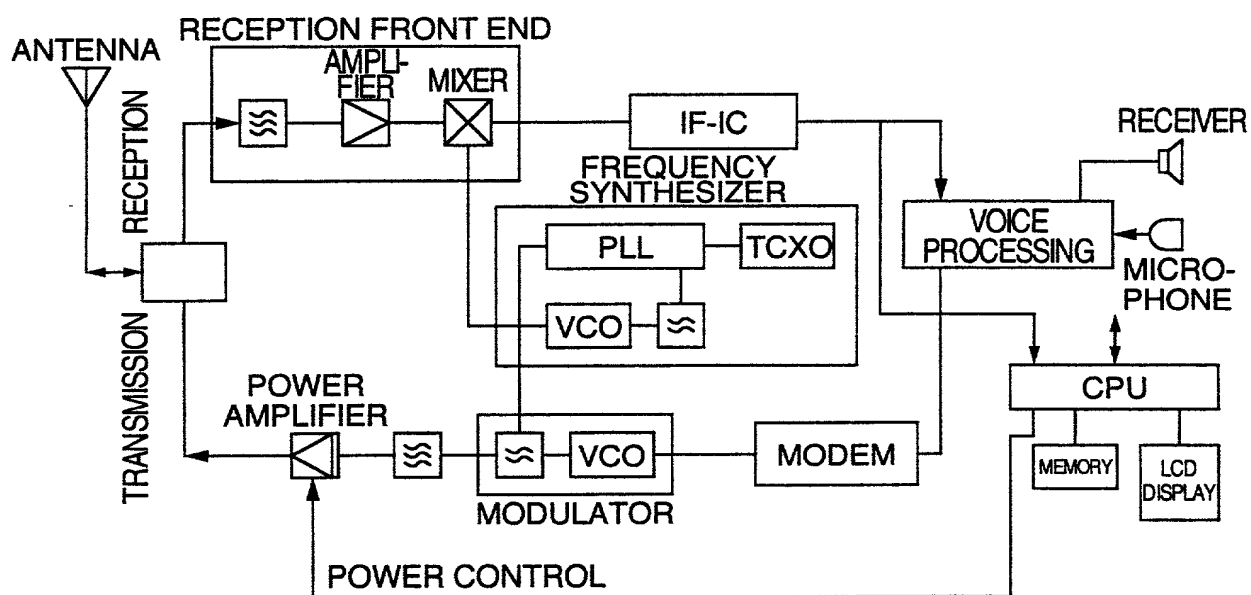 RECEPTION FRONT END
ANTENNA
AMPLI-
FIER
MIXER
RECEPTION
IF-IC
RECEIVER
FREQUENCY
SYNTHESIZER
VOICE
PROCESSING
PLL
TCXO
MICRO-
PHONE
VCO
TRANSMISSION
POWER
AMPLIFIER
CPU
VCO
MODEM
MEMORY
LCD
DISPLAY
MODULATOR
POWER CONTROL